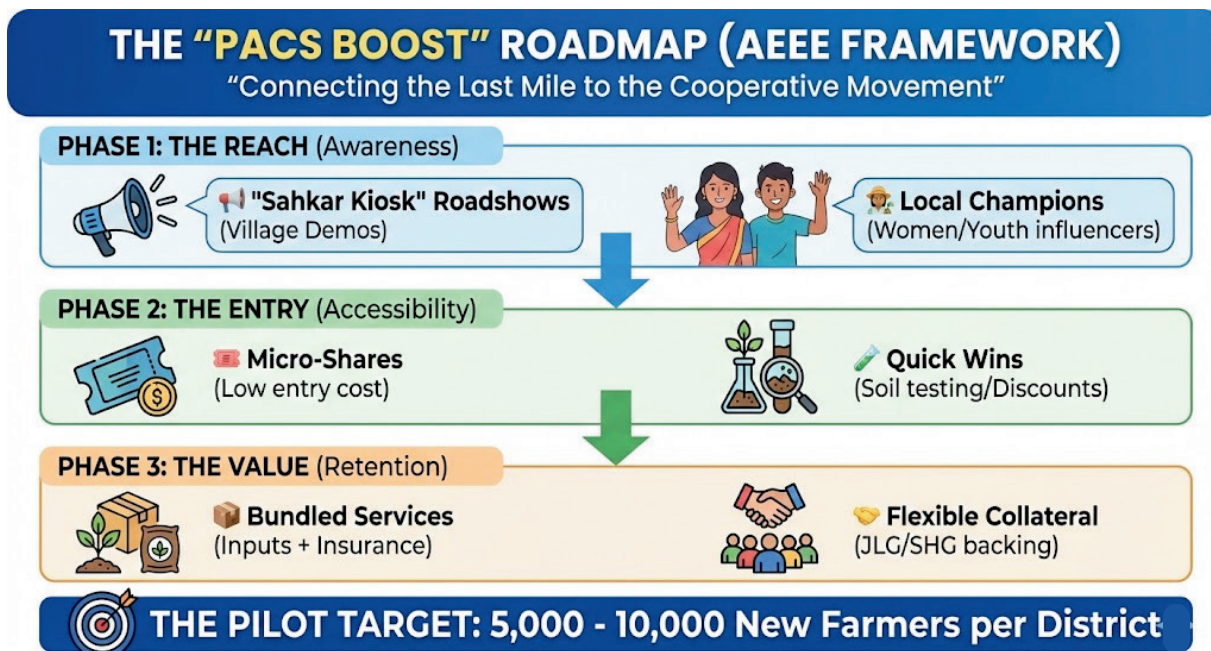 THE “PACS BOOST” ROADMAP (AEEE FRAMEWORK)
“Connecting the Last Mile to the Cooperative Movement”
PHASE 1: THE REACH (Awareness)
"Sahkar Kiosk" Roadshows
(Village Demos)
Local Champions
(Women/Youth influencers)
PHASE 2: THE ENTRY (Accessibility)
Micro-Shares
(Low entry cost)
Quick Wins
(Soil testing/Discounts)
PHASE 3: THE VALUE (Retention)
Bundled Services
(Inputs + Insurance)
Flexible Collateral
(JLG/SHG backing)
THE PILOT TARGET: 5,000 - 10,000 New Farmers per District